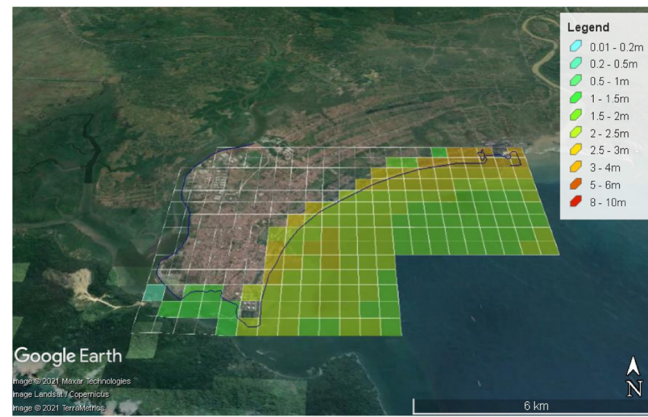 Legend
0.01 - 0.2m
0.2 - 0.5m
0.5 - 1m
1 - 1.5m
1.5 - 2m
2 - 2.5m
2.5 - 3m
3 - 4m
5 - 6m
8 - 10m
Google Earth
Image © 2021 Maxar Technologies
Image Landsat / Copernicus
Image © 2021 TerraMetrics
N
6 km